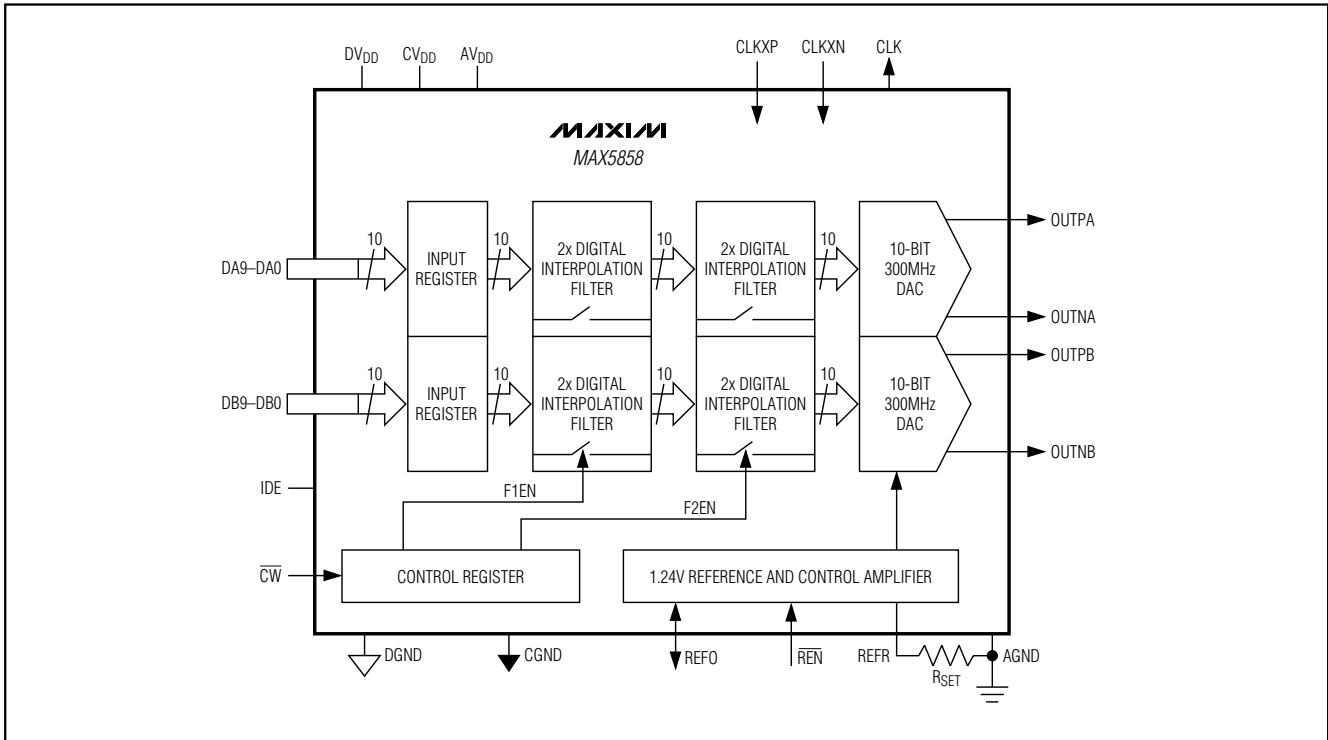 DVDD CVDD AVDD CLKXP CLKXN CLK
MAXIM
MAX5858
DA9–DA0
10
INPUT
REGISTER
10
2x DIGITAL
INTERPOLATION
FILTER
10
2x DIGITAL
INTERPOLATION
FILTER
10
10-BIT
300MHz
DAC
OUTPA
OUTNA
DB9–DB0
10
INPUT
REGISTER
10
2x DIGITAL
INTERPOLATION
FILTER
10
2x DIGITAL
INTERPOLATION
FILTER
10
10-BIT
300MHz
DAC
OUTPB
OUTNB
IDE
F1EN
F2EN
CW
CONTROL REGISTER
1.24V REFERENCE AND CONTROL AMPLIFIER
DGND
CGND
REFO
REN
REFR
RSET
AGND